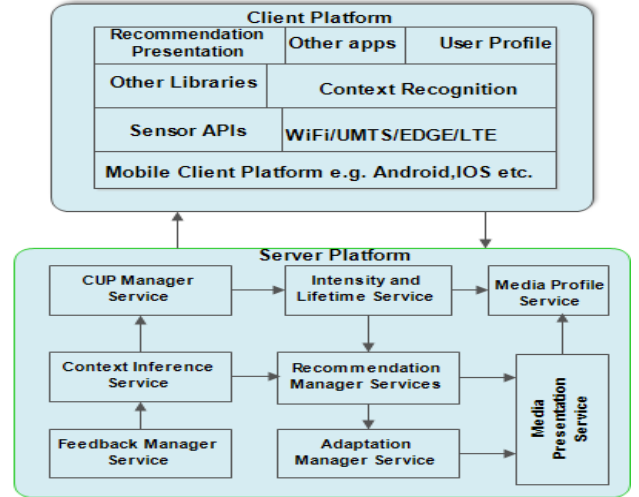 Client Platform
Recommendation
Presentation
Other apps
User Profile
Other Libraries
Context Recognition
Sensor APIs
WiFi/UMTS/EDGE/LTE
Mobile Client Platform e.g. Android,IOS etc.
Server Platform
CUP Manager
Service
Intensity and
Lifetime Service
Media Profile
Service
Context Inference
Service
Recommendation
Manager Services
Media
Presentation
Service
Feedback Manager
Service
Adaptation
Manager Service